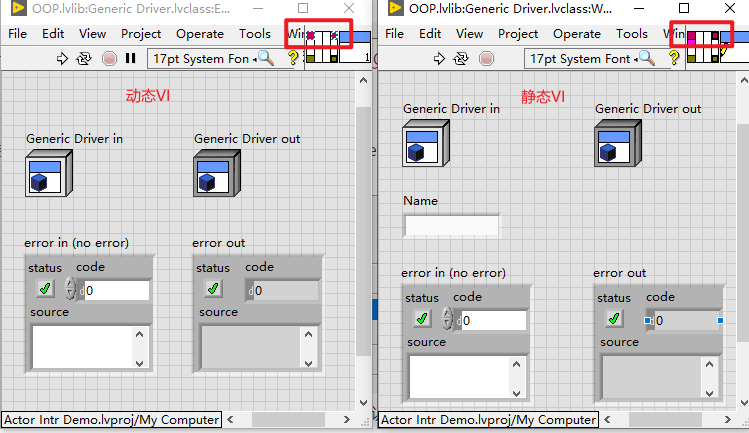 OOP.lvlib:Generic Driver.lvclass:E...
File Edit View Project Operate Tools Win
17pt System Fon
?
1
动态VI
Generic Driver in
Generic Driver out
error in (no error)
error out
status code
d 0
status code
d 0
source
source
Actor Intr Demo.lvproj/My Computer
OOP.lvlib:Generic Driver.lvclass:W...
File Edit View Project Operate Tools Win
17pt System Font
?
静态VI
Generic Driver in
Generic Driver out
Name
error in (no error)
error out
status code
d 0
status code
0
source
source
Actor Intr Demo.lvproj/My Computer